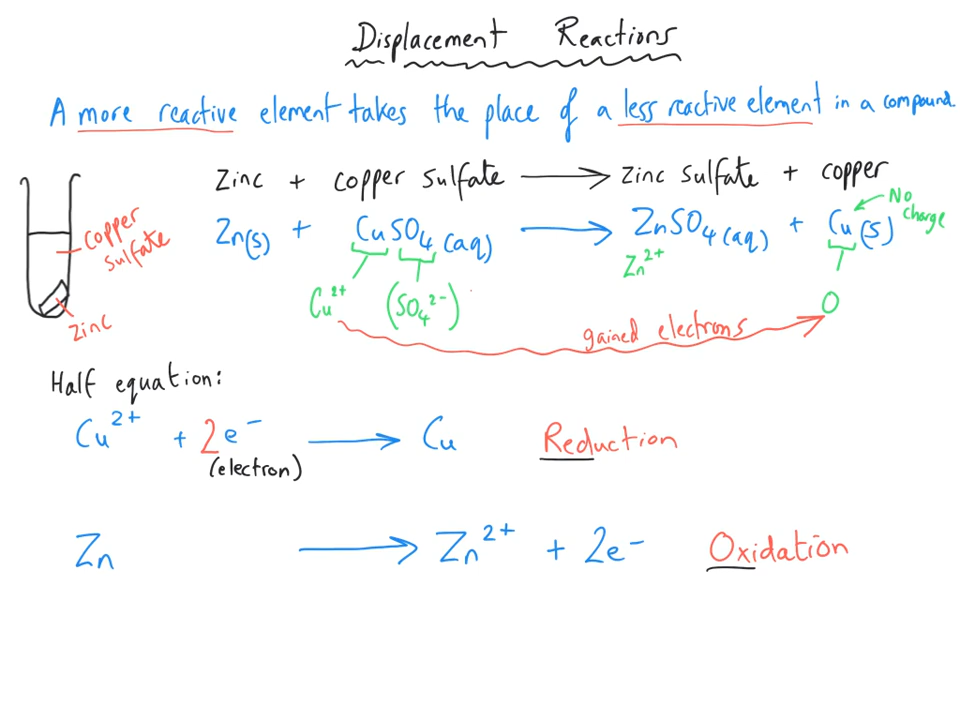 Displacement Reactions
A more reactive element takes the place of a less reactive element in a compound.
Zinc + copper sulfate → Zinc sulfate + copper
Zn(s) + CuSO₄(aq) → ZnSO₄(aq) + Cu(s)
No charge
Copper sulfate
Zinc
Cu²⁺ (SO₄²⁻) Zn²⁺ 0
gained electrons
Half equation:
Cu²⁺ + 2e⁻ → Cu Reduction
(electron)
Zn → Zn²⁺ + 2e⁻ Oxidation